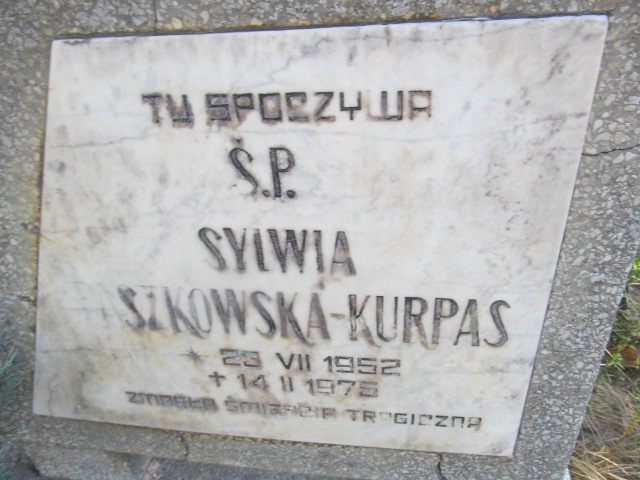 TU SPOCZYWA
Ś.P.
SYLWIA
SZKOWSKA-KURPAS
* 23 VII 1952
+ 14 II 1975
ZMARŁA ŚMIERCIĄ TRAGICZNĄ